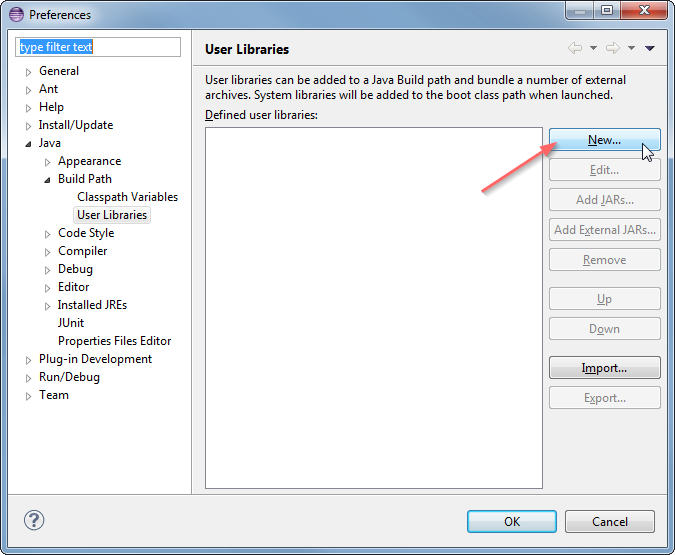 Preferences
type filter text
General
Ant
Help
Install/Update
Java
Appearance
Build Path
Classpath Variables
User Libraries
Code Style
Compiler
Debug
Editor
Installed JREs
JUnit
Properties Files Editor
Plug-in Development
Run/Debug
Team
User Libraries
User libraries can be added to a Java Build path and bundle a number of external
archives. System libraries will be added to the boot class path when launched.
Defined user libraries:
New...
Edit...
Add JARs...
Add External JARs...
Remove
Up
Down
Import...
Export...
?
OK
Cancel